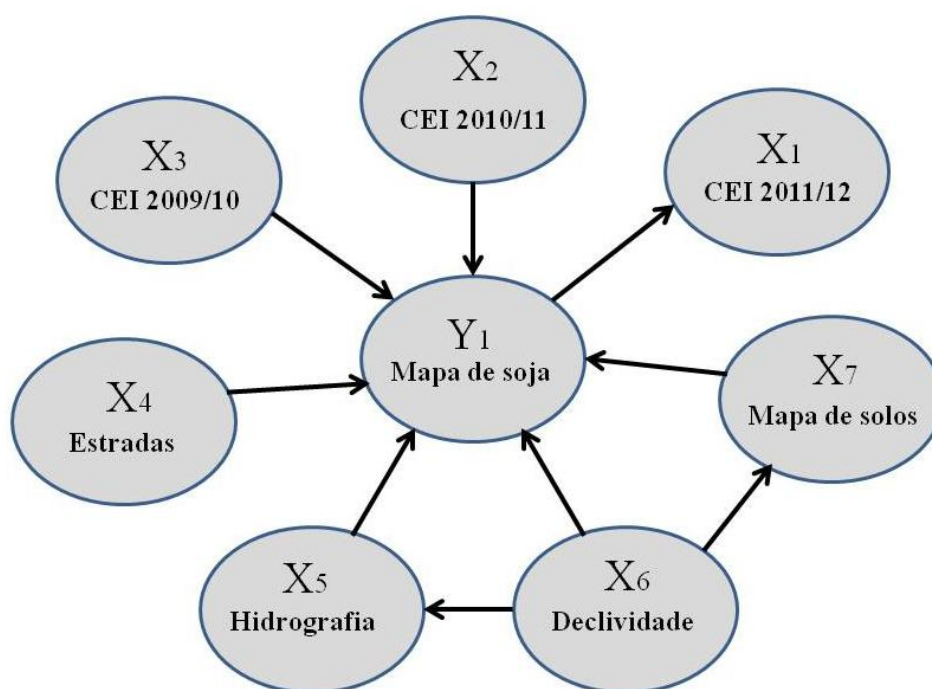 X2
CEI 2010/11
X3
CEI 2009/10
X1
CEI 2011/12
Y1
Mapa de soja
X4
Estradas
X7
Mapa de solos
X5
Hidrografia
X6
Declividade